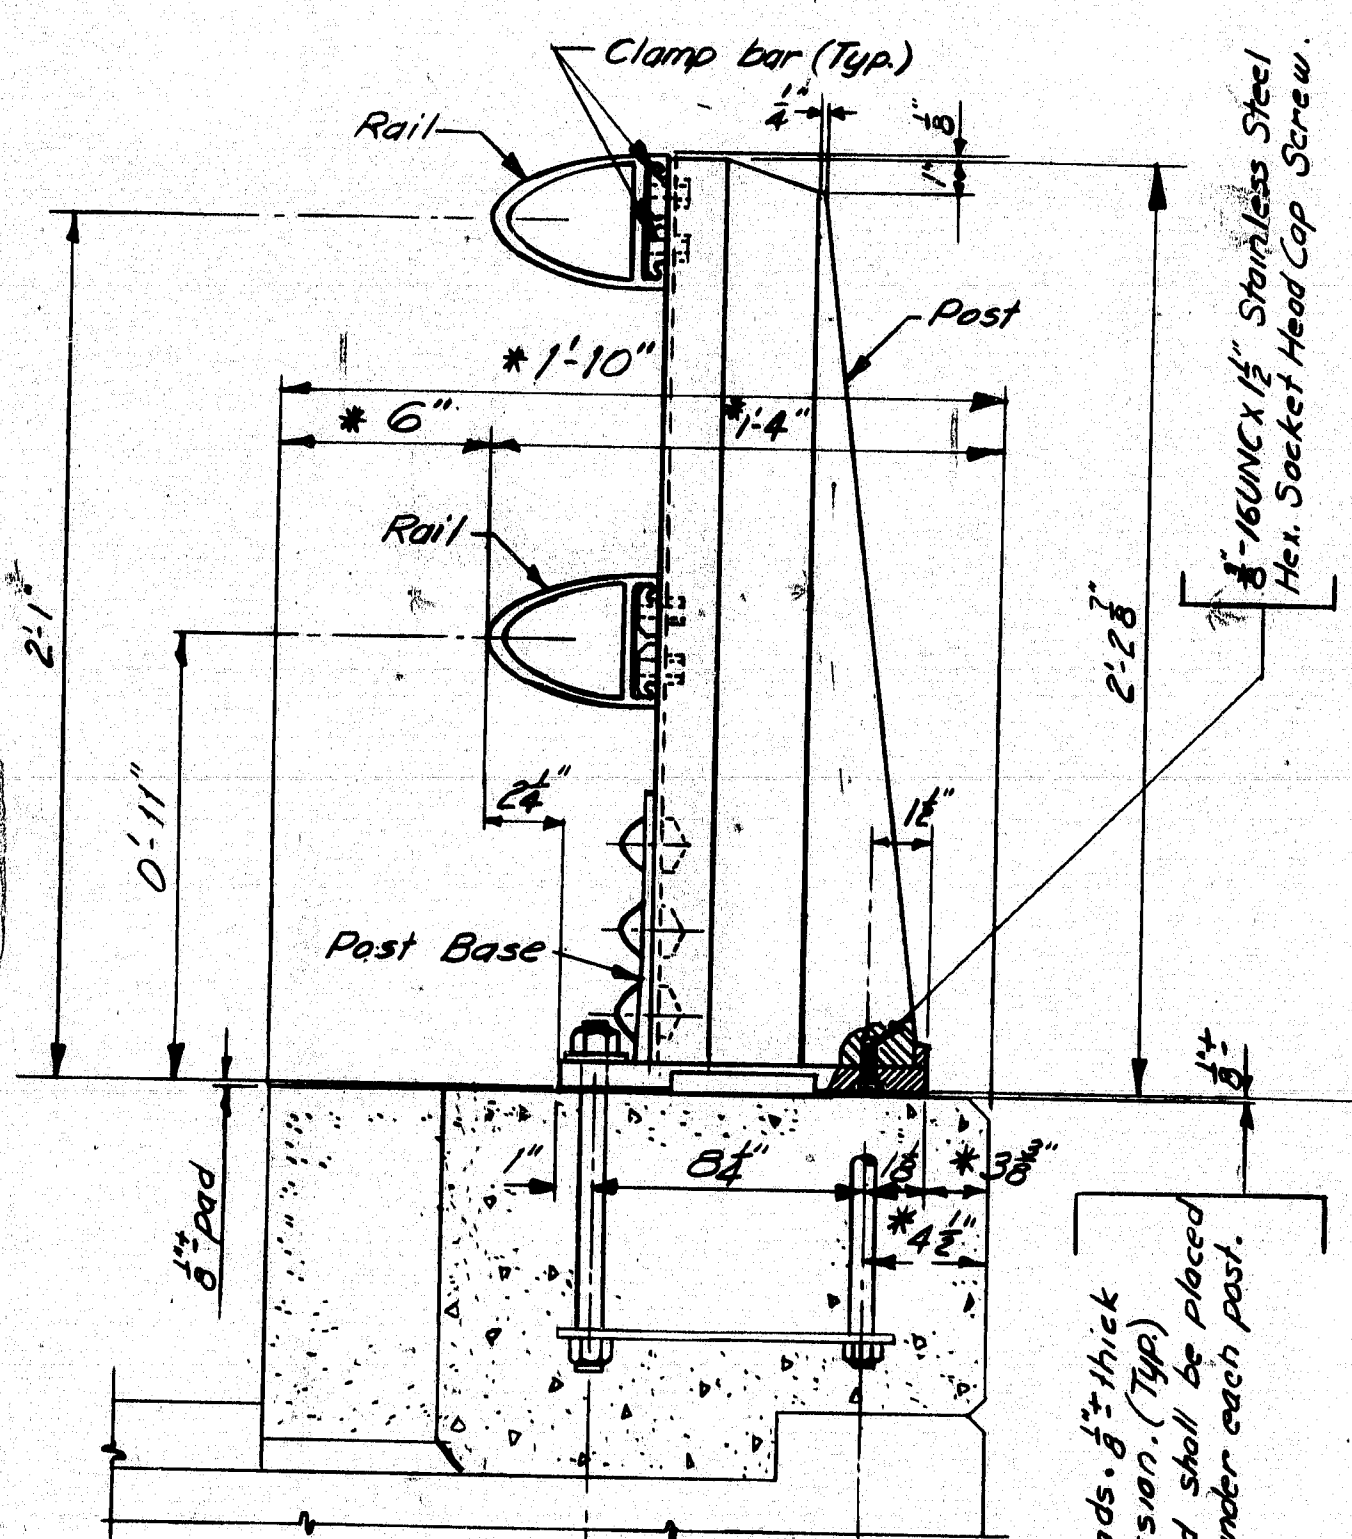 Clamp bar (Typ.)
1/4"
1/8"
1"
Rail
Post
* 1'-10"
* 6"
* 1'-4"
Rail
2'-1"
0'-11"
2 1/4"
1 1/2"
2'-2 7/8"
3/8"-16UNC X 1 1/2" Stainless Steel
Hex. Socket Head Cap Screw.
Post Base
1/8"±
1/8"± pad
1"
8 1/4"
* 3 3/8"
* 4 1/2"
1/8"± thick
(Typ.)
shall be placed
under each post.